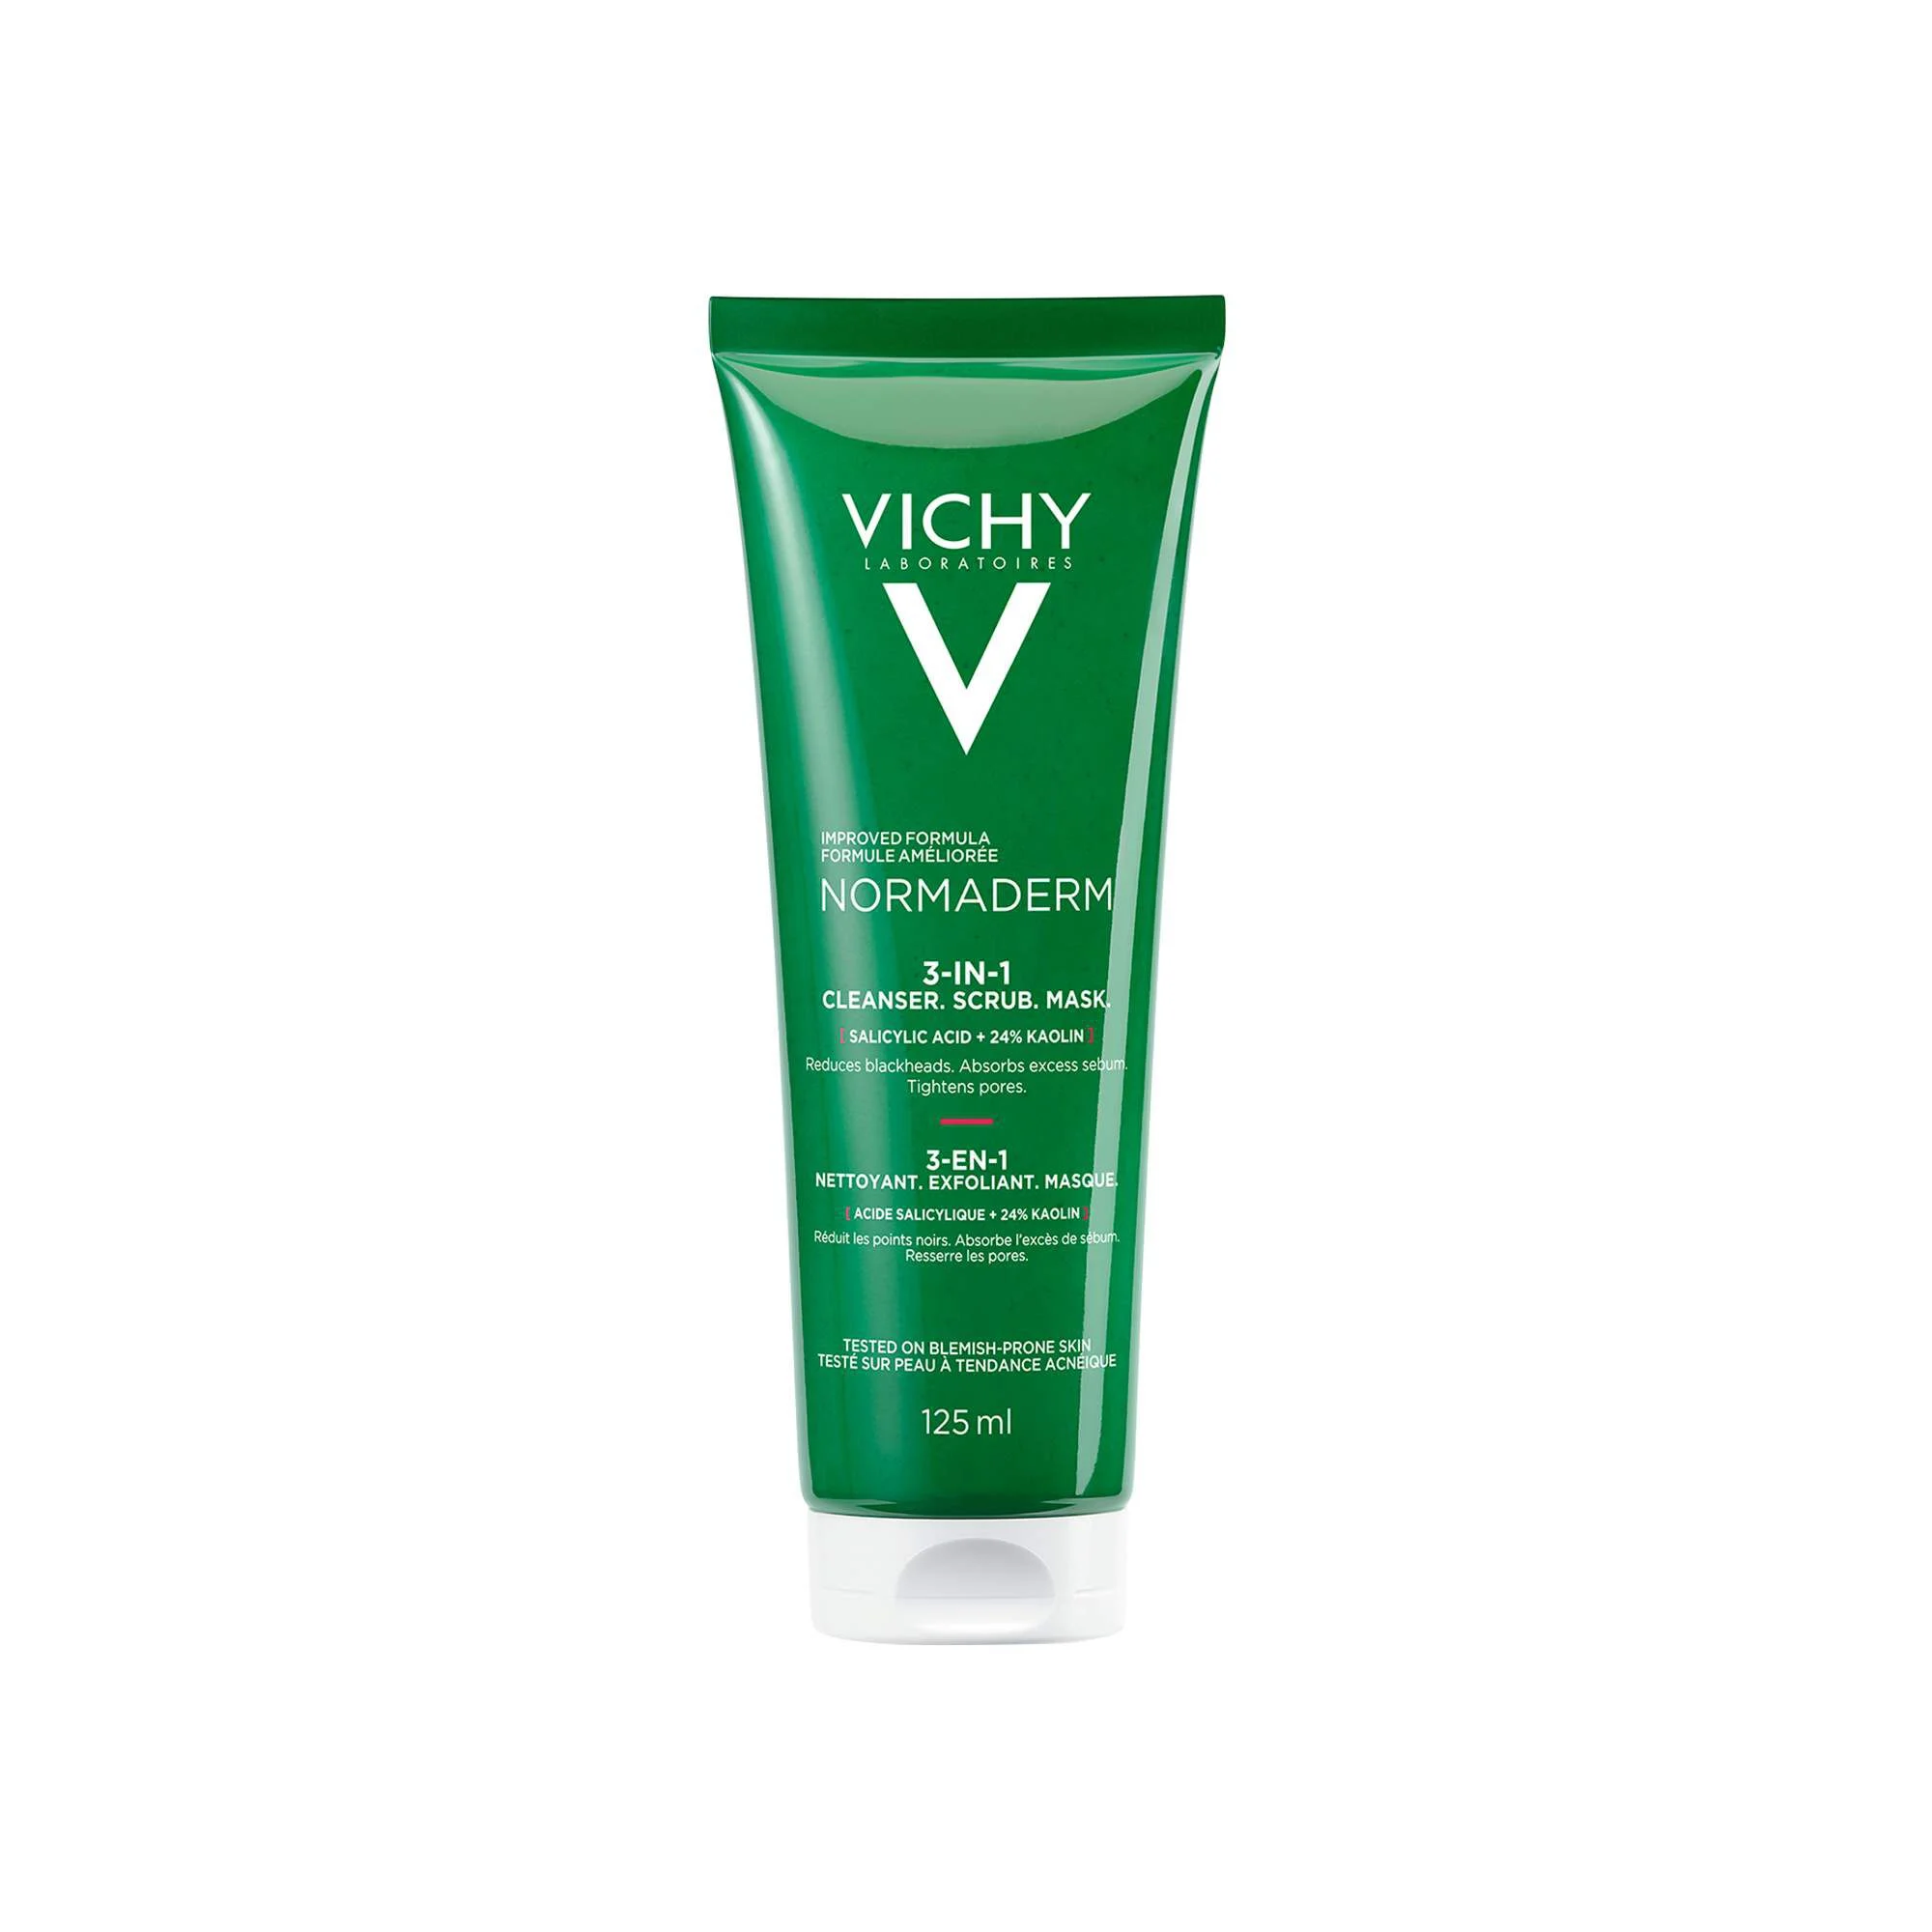 VICHY
LABORATOIRES
V
IMPROVED FORMULA
FORMULE AMÉLIORÉE
NORMADERM
3-IN-1
CLEANSER. SCRUB. MASK.
[ SALICYLIC ACID + 24% KAOLIN ]
Reduces blackheads. Absorbs excess sebum.
Tightens pores.
3-EN-1
NETTOYANT. EXFOLIANT. MASQUE.
[ ACIDE SALICYLIQUE + 24% KAOLIN ]
Réduit les points noirs. Absorbe l'excès de sébum.
Resserre les pores.
TESTED ON BLEMISH-PRONE SKIN
TESTÉ SUR PEAU À TENDANCE ACNÉIQUE
125 ml